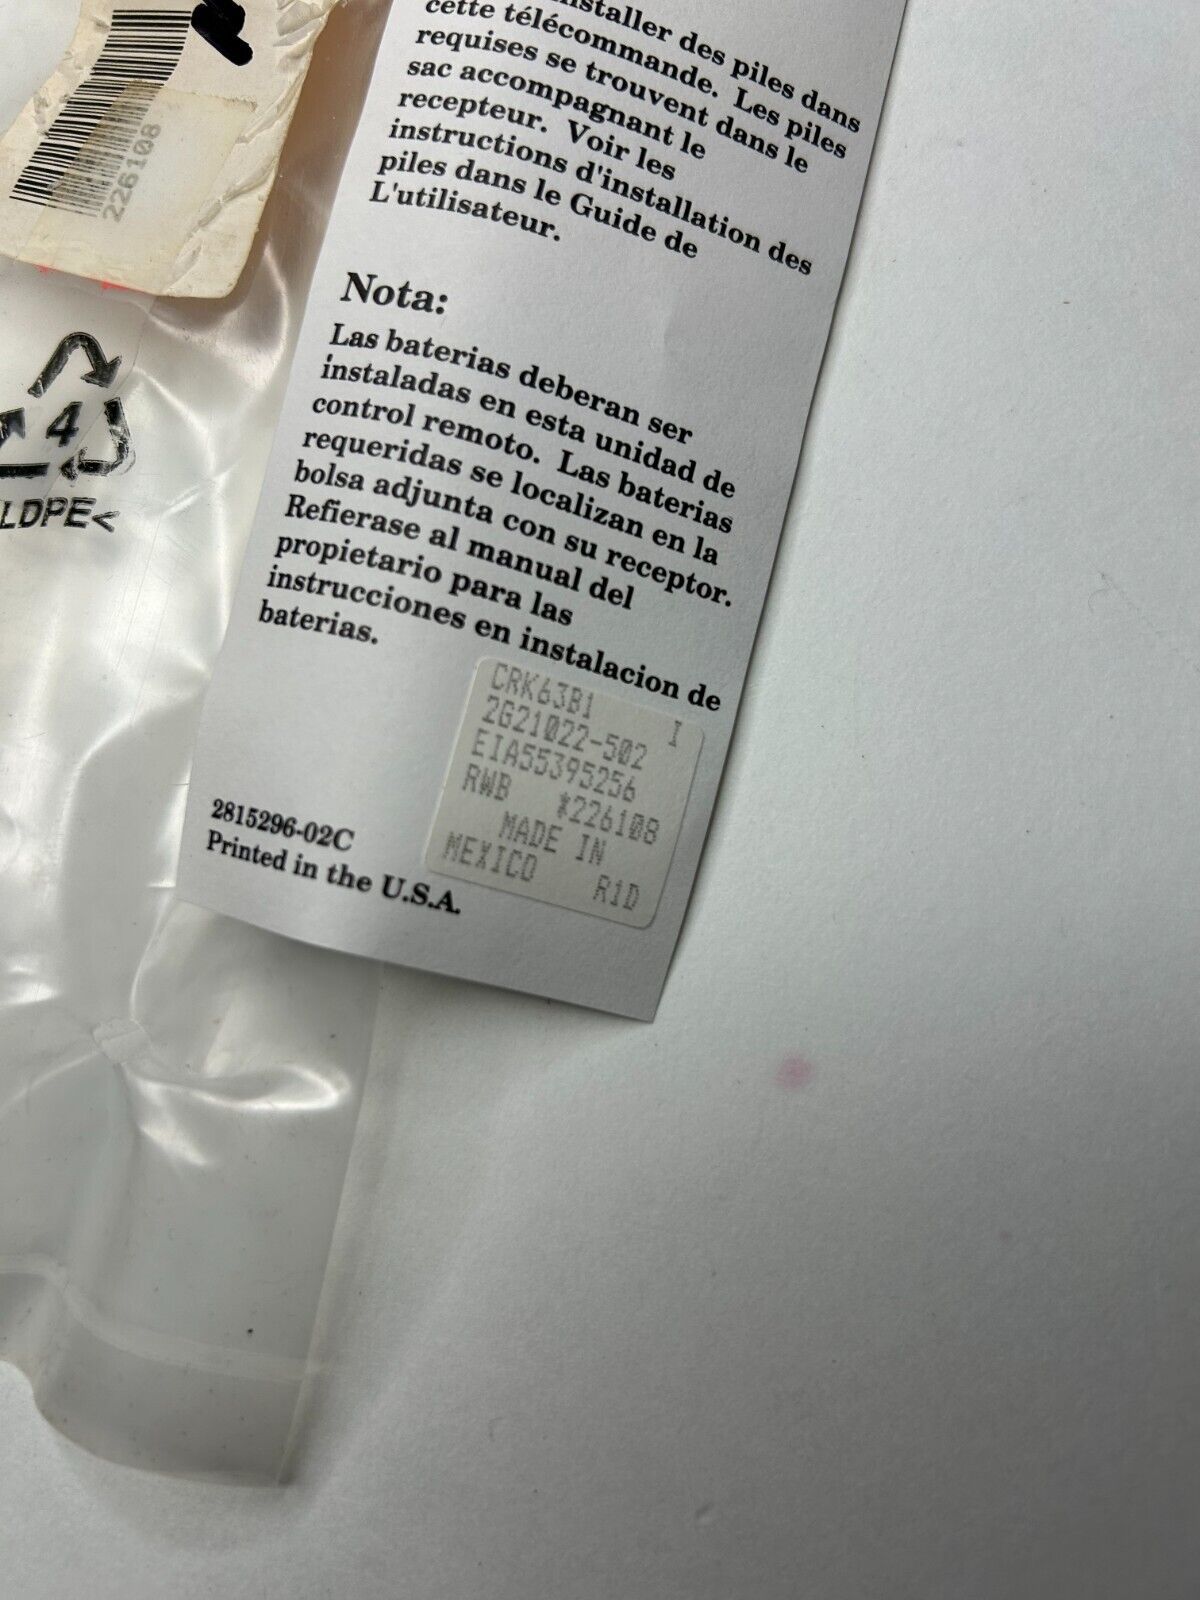 226108
4
LDPE<
installer des piles dans
cette télécommande. Les piles
requises se trouvent dans le
sac accompagnant le
recepteur. Voir les
instructions d'installation des
piles dans le Guide de
L'utilisateur.
Nota:
Las baterias deberan ser
instaladas en esta unidad de
control remoto. Las baterias
requeridas se localizan en la
bolsa adjunta con su receptor.
Refierase al manual del
propietario para las
instrucciones en instalacion de
baterias.
CRK63B1 I
2G21022-502
EIA55395256
RWB *226108
MADE IN
MEXICO R1D
2815296-02C
Printed in the U.S.A.